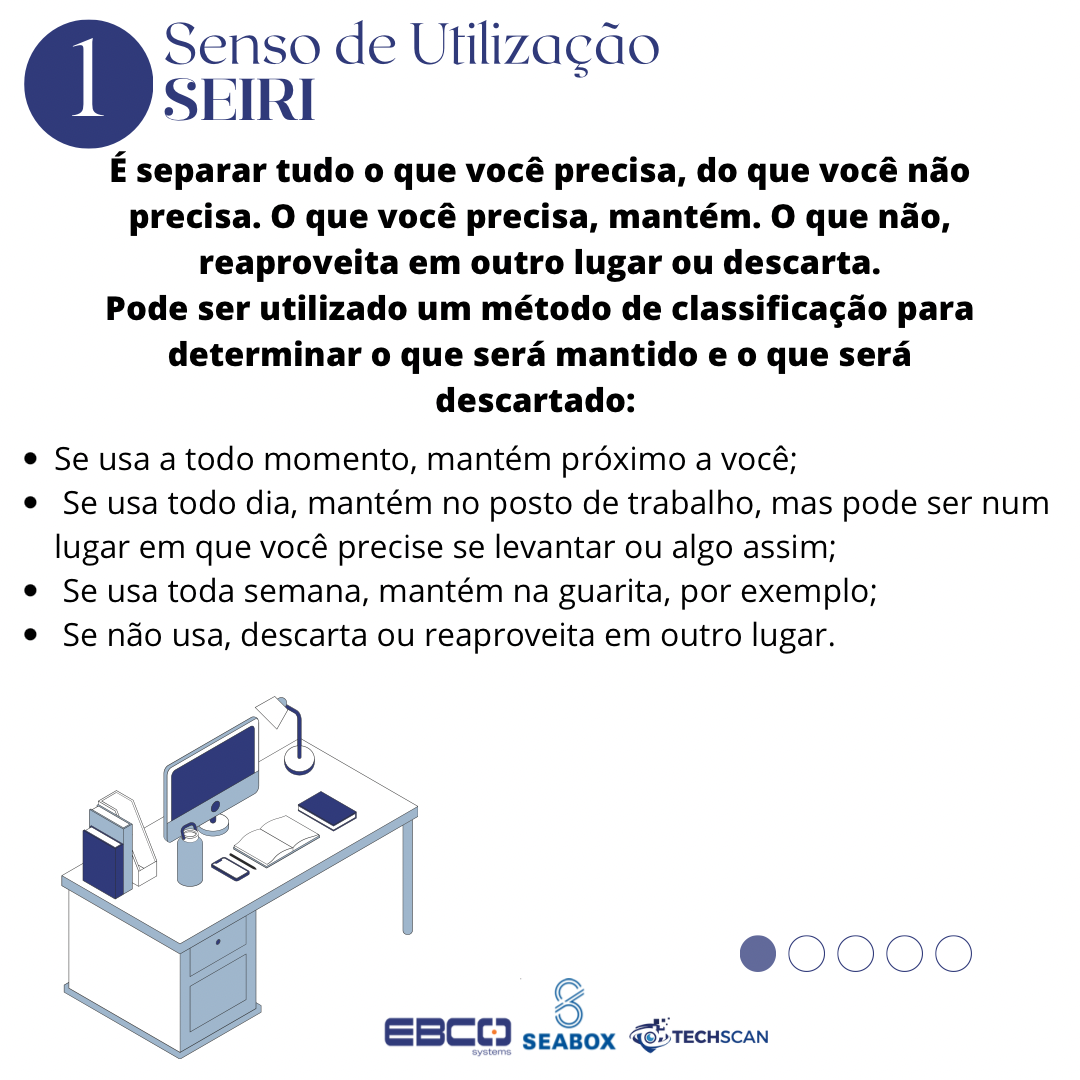 1
Senso de Utilização
SEIRI
É separar tudo o que você precisa, do que você não
precisa. O que você precisa, mantém. O que não,
reaproveita em outro lugar ou descarta.
Pode ser utilizado um método de classificação para
determinar o que será mantido e o que será
descartado:
• Se usa a todo momento, mantém próximo a você;
• Se usa todo dia, mantém no posto de trabalho, mas pode ser num
lugar em que você precise se levantar ou algo assim;
• Se usa toda semana, mantém na guarita, por exemplo;
• Se não usa, descarta ou reaproveita em outro lugar.
EBCO
systems
SEABOX
TECHSCAN